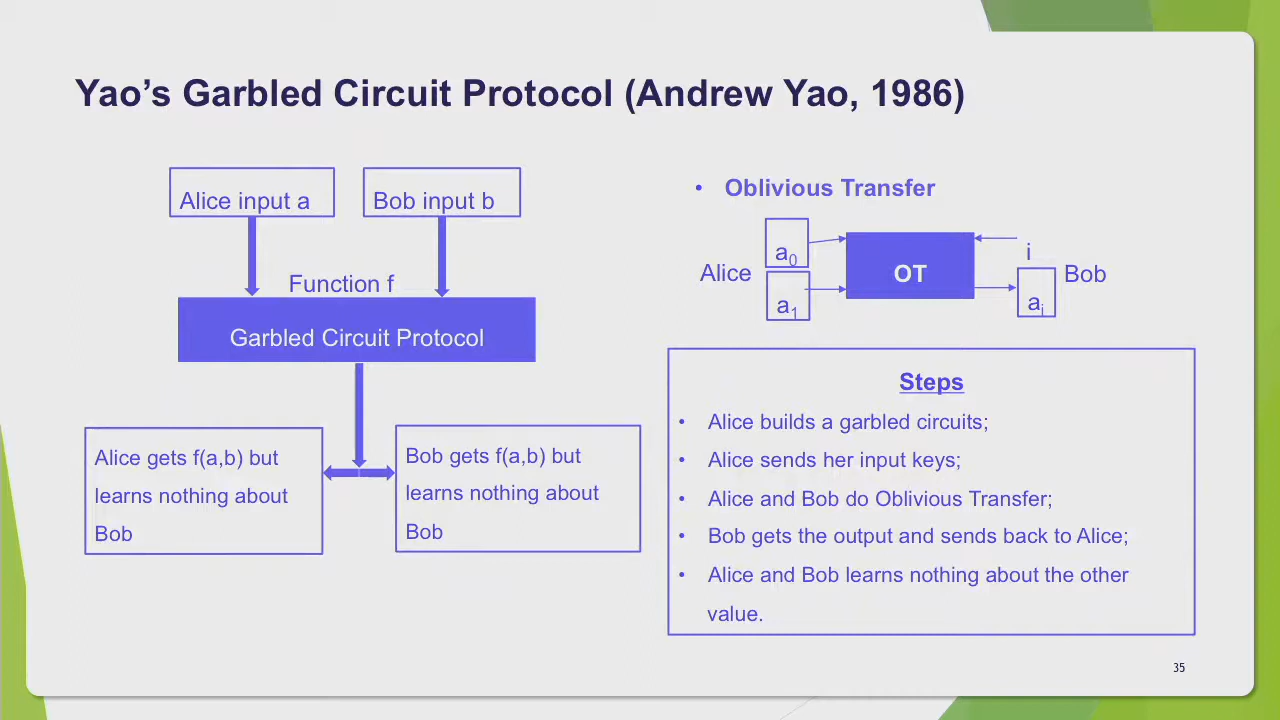 Yao’s Garbled Circuit Protocol (Andrew Yao, 1986)
Alice input a
Bob input b
Function f
Garbled Circuit Protocol
Alice gets f(a,b) but
learns nothing about
Bob
Bob gets f(a,b) but
learns nothing about
Bob
• Oblivious Transfer
Alice
a0
a1
OT
i
ai
Bob
Steps
• Alice builds a garbled circuits;
• Alice sends her input keys;
• Alice and Bob do Oblivious Transfer;
• Bob gets the output and sends back to Alice;
• Alice and Bob learns nothing about the other
value.
35